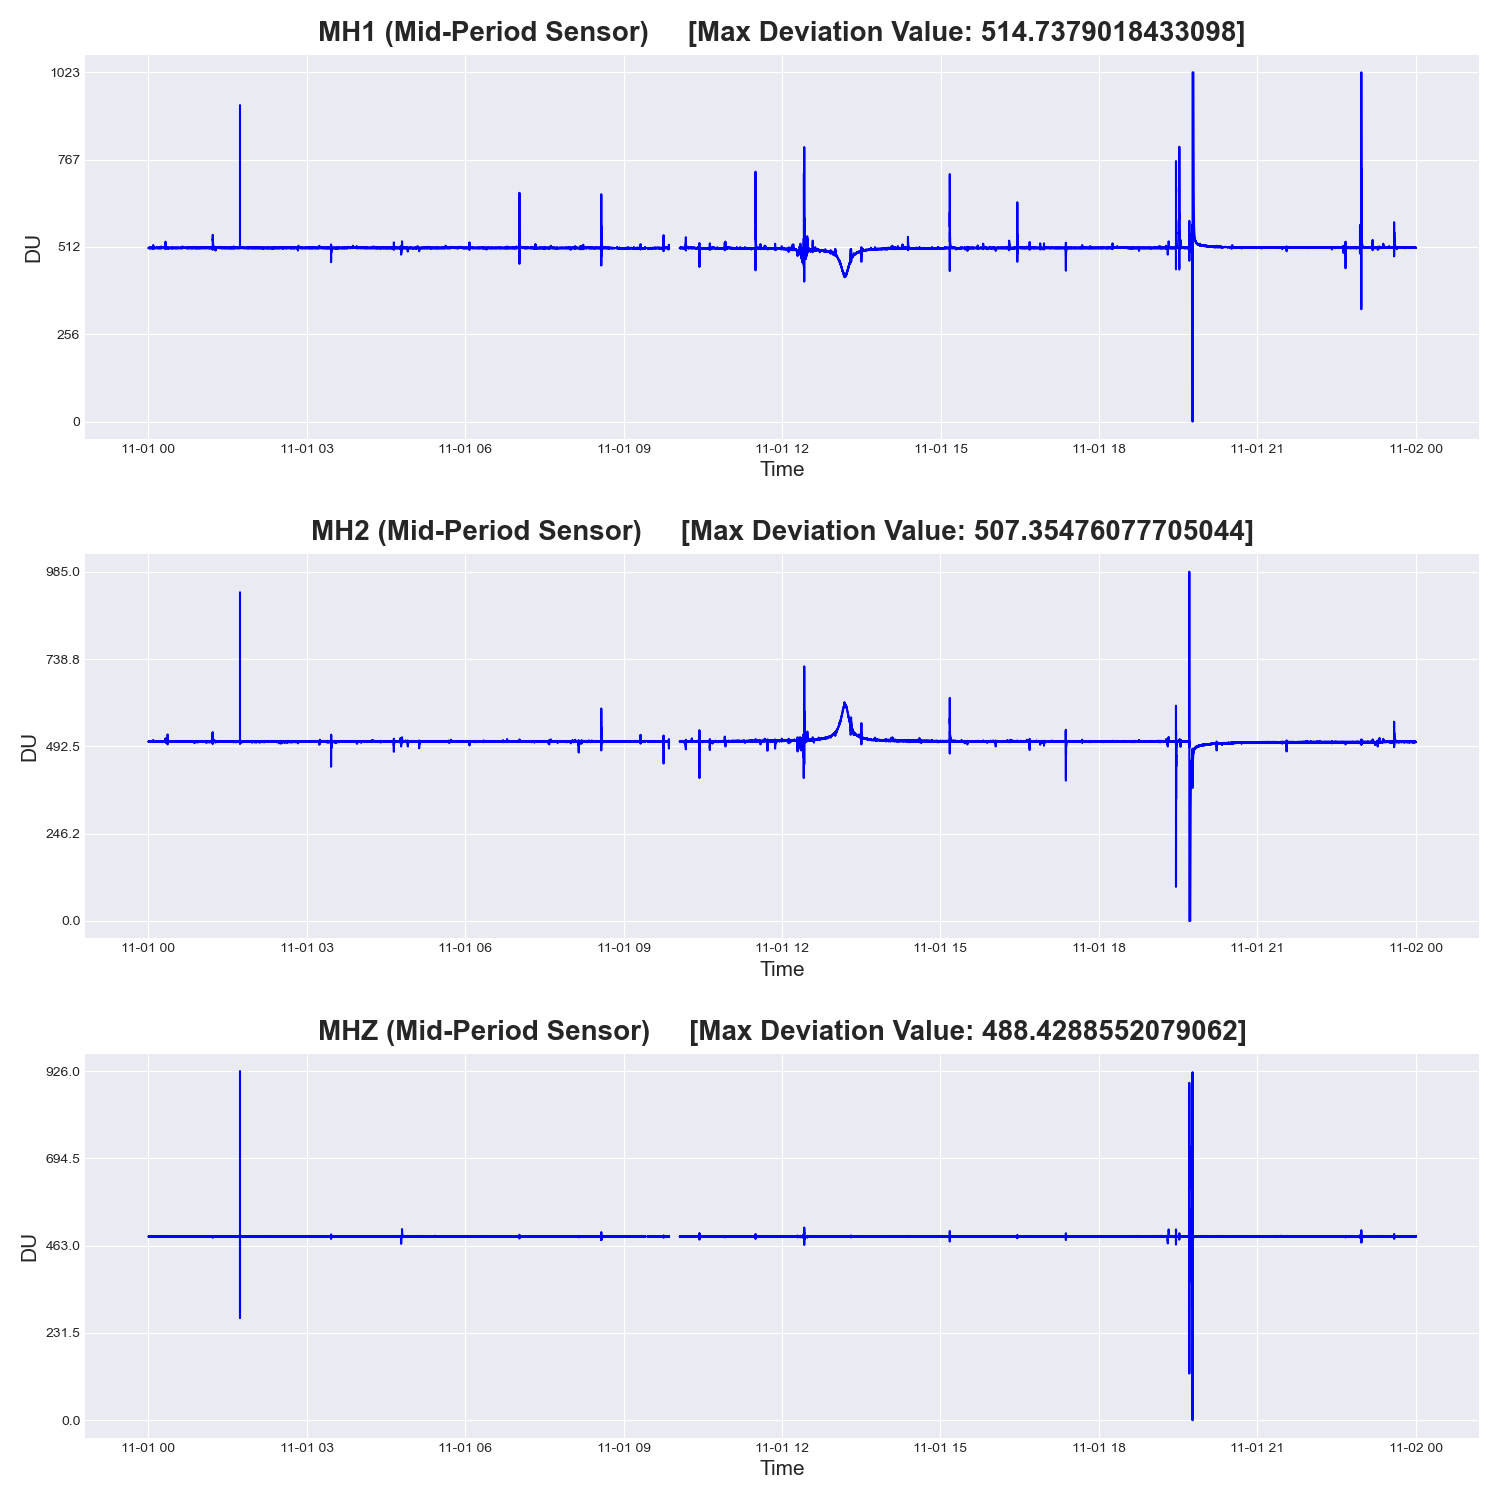 MH1 (Mid-Period Sensor) [Max Deviation Value: 514.7379018433098]
1023
767
512
256
0
DU
11-01 00 11-01 03 11-01 06 11-01 09 11-01 12 11-01 15 11-01 18 11-01 21 11-02 00
Time
MH2 (Mid-Period Sensor) [Max Deviation Value: 507.35476077705044]
985.0
738.8
492.5
246.2
0.0
DU
11-01 00 11-01 03 11-01 06 11-01 09 11-01 12 11-01 15 11-01 18 11-01 21 11-02 00
Time
MHZ (Mid-Period Sensor) [Max Deviation Value: 488.4288552079062]
926.0
694.5
463.0
231.5
0.0
DU
11-01 00 11-01 03 11-01 06 11-01 09 11-01 12 11-01 15 11-01 18 11-01 21 11-02 00
Time